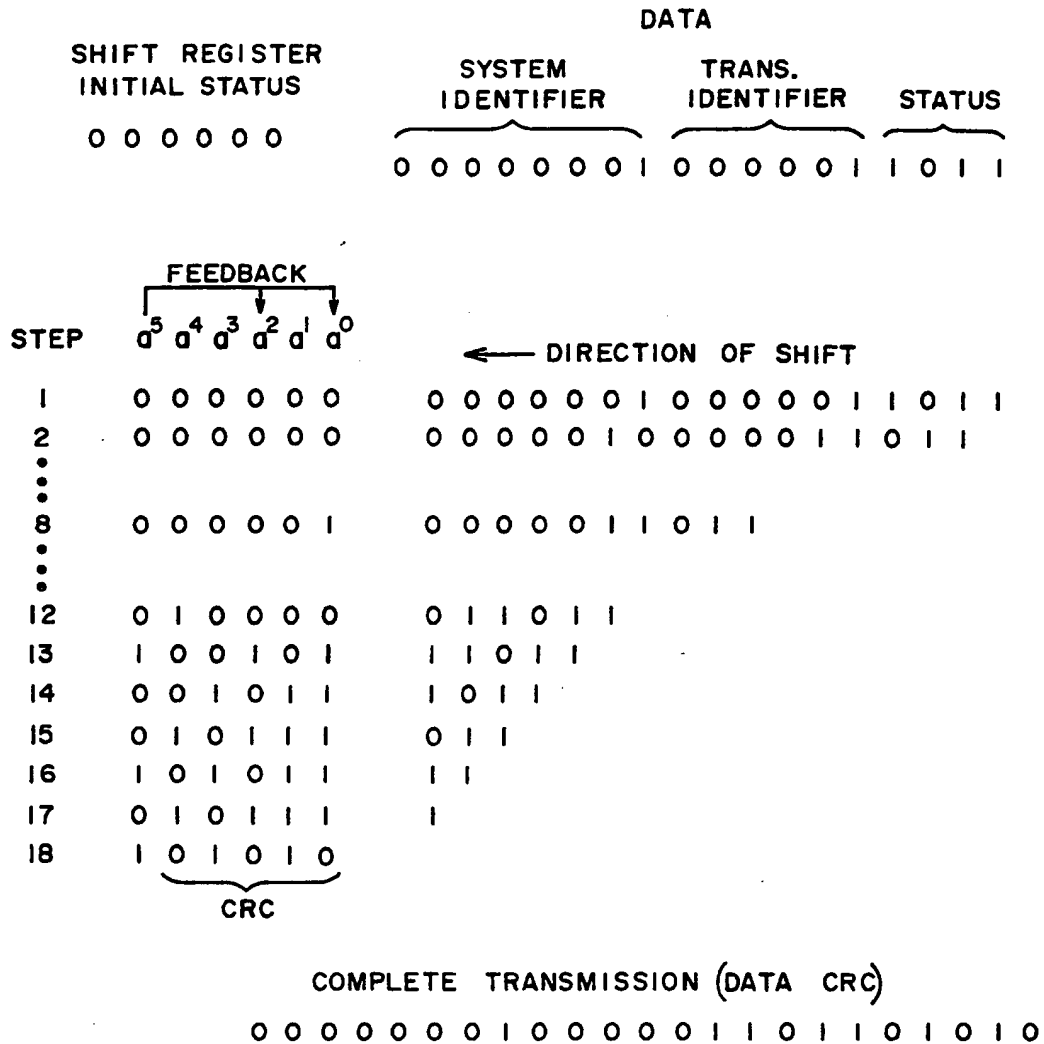 DATA
SHIFT REGISTER
INITIAL STATUS
0 0 0 0 0 0
SYSTEM
IDENTIFIER
TRANS.
IDENTIFIER
STATUS
0 0 0 0 0 0 0 1 0 0 0 0 0 1 1 0 1 1
FEEDBACK
STEP a⁵ a⁴ a³ a² a¹ a⁰
DIRECTION OF SHIFT
1 0 0 0 0 0 0 0 0 0 0 0 0 1 0 0 0 0 0 1 1 0 1 1
2 0 0 0 0 0 0 0 0 0 0 0 1 0 0 0 0 0 1 1 0 1 1
8 0 0 0 0 0 1 0 0 0 0 0 1 1 0 1 1
12 0 1 0 0 0 0 0 1 1 0 1 1
13 1 0 0 1 0 1 1 1 0 1 1
14 0 0 1 0 1 1 1 0 1 1
15 0 1 0 1 1 1 0 1 1
16 1 0 1 0 1 1 1 1
17 0 1 0 1 1 1 1
18 1 0 1 0 1 0
CRC
COMPLETE TRANSMISSION (DATA CRC)
0 0 0 0 0 0 0 1 0 0 0 0 0 1 1 0 1 1 0 1 0 1 0